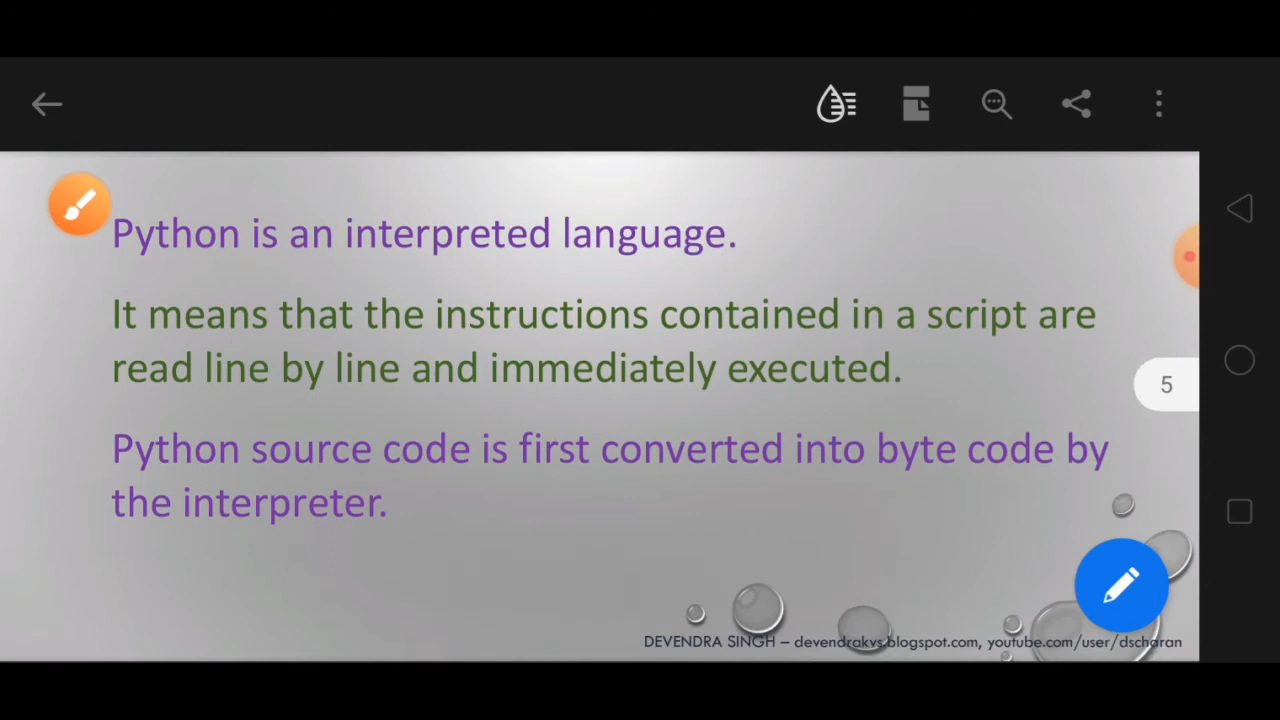 Python is an interpreted language.
It means that the instructions contained in a script are
read line by line and immediately executed.
5
Python source code is first converted into byte code by
the interpreter.
DEVENDRA SINGH – devendrakvs.blogspot.com, youtube.com/user/dscharan